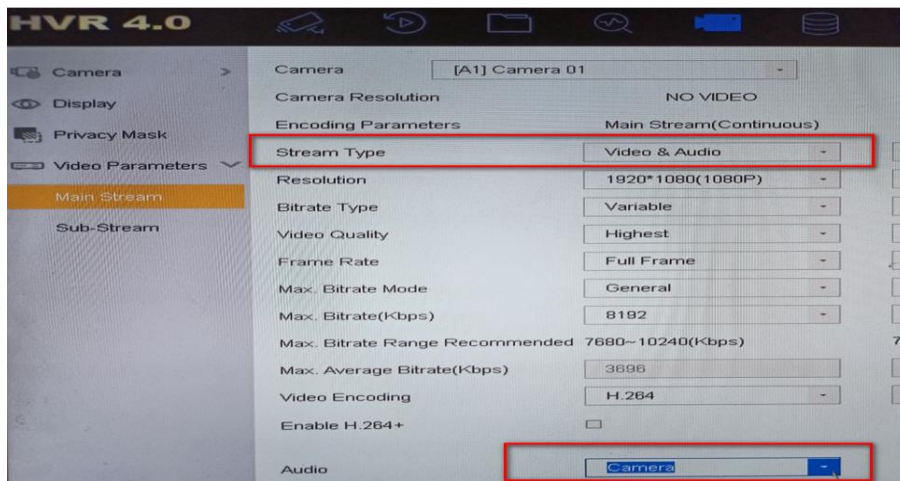 HVR 4.0
Camera >
Display
Privacy Mask
Video Parameters
Main Stream
Sub-Stream
Camera [A1] Camera 01
Camera Resolution NO VIDEO
Encoding Parameters Main Stream(Continuous)
Stream Type Video & Audio
Resolution 1920*1080(1080P)
Bitrate Type Variable
Video Quality Highest
Frame Rate Full Frame
Max. Bitrate Mode General
Max. Bitrate(Kbps) 8192
Max. Bitrate Range Recommended 7680~10240(Kbps) 7
Max. Average Bitrate(Kbps) 3696
Video Encoding H.264
Enable H.264+
Audio Camera